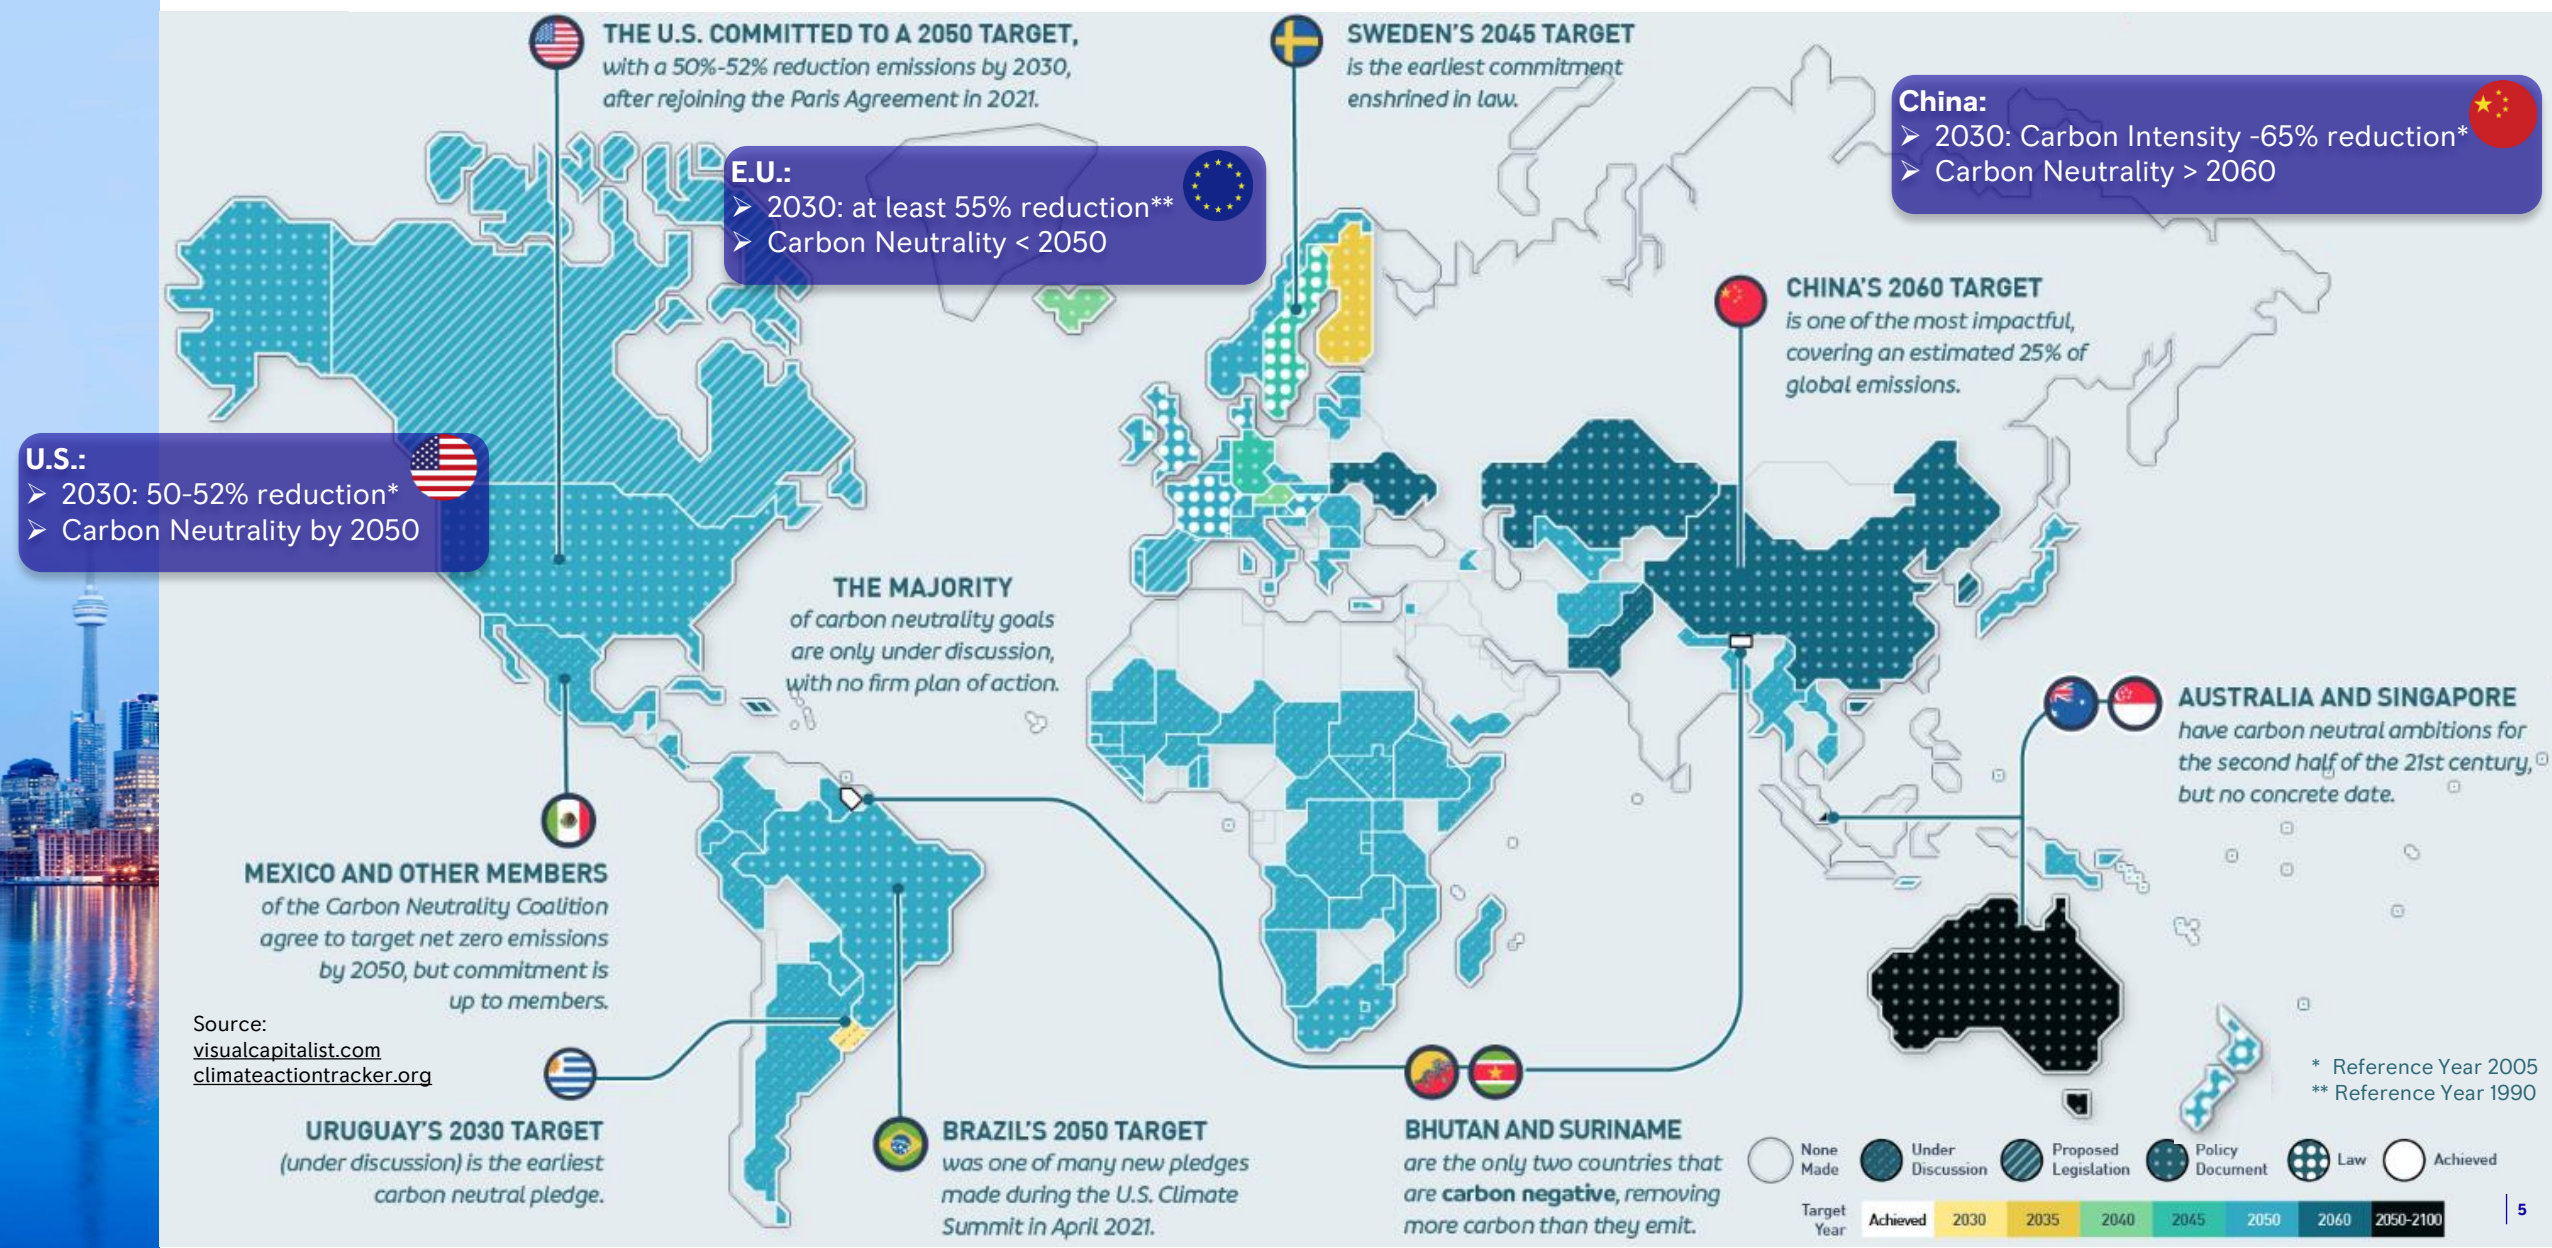 THE U.S. COMMITTED TO A 2050 TARGET,
with a 50%-52% reduction emissions by 2030,
after rejoining the Paris Agreement in 2021.
SWEDEN'S 2045 TARGET
is the earliest commitment
enshrined in law.
China:
➢ 2030: Carbon Intensity -65% reduction*
➢ Carbon Neutrality > 2060
E.U.:
➢ 2030: at least 55% reduction**
➢ Carbon Neutrality < 2050
CHINA'S 2060 TARGET
is one of the most impactful,
covering an estimated 25% of
global emissions.
U.S.:
➢ 2030: 50-52% reduction*
➢ Carbon Neutrality by 2050
THE MAJORITY
of carbon neutrality goals
are only under discussion,
with no firm plan of action.
AUSTRALIA AND SINGAPORE
have carbon neutral ambitions for
the second half of the 21st century,
but no concrete date.
MEXICO AND OTHER MEMBERS
of the Carbon Neutrality Coalition
agree to target net zero emissions
by 2050, but commitment is
up to members.
Source:
visualcapitalist.com
climateactiontracker.org
URUGUAY'S 2030 TARGET
(under discussion) is the earliest
carbon neutral pledge.
BRAZIL'S 2050 TARGET
was one of many new pledges
made during the U.S. Climate
Summit in April 2021.
BHUTAN AND SURINAME
are the only two countries that
are carbon negative, removing
more carbon than they emit.
* Reference Year 2005
** Reference Year 1990
None
Made
Under
Discussion
Proposed
Legislation
Policy
Document
Law
Achieved
Target
Year
Achieved 2030 2035 2040 2045 2050 2060 2050-2100
5